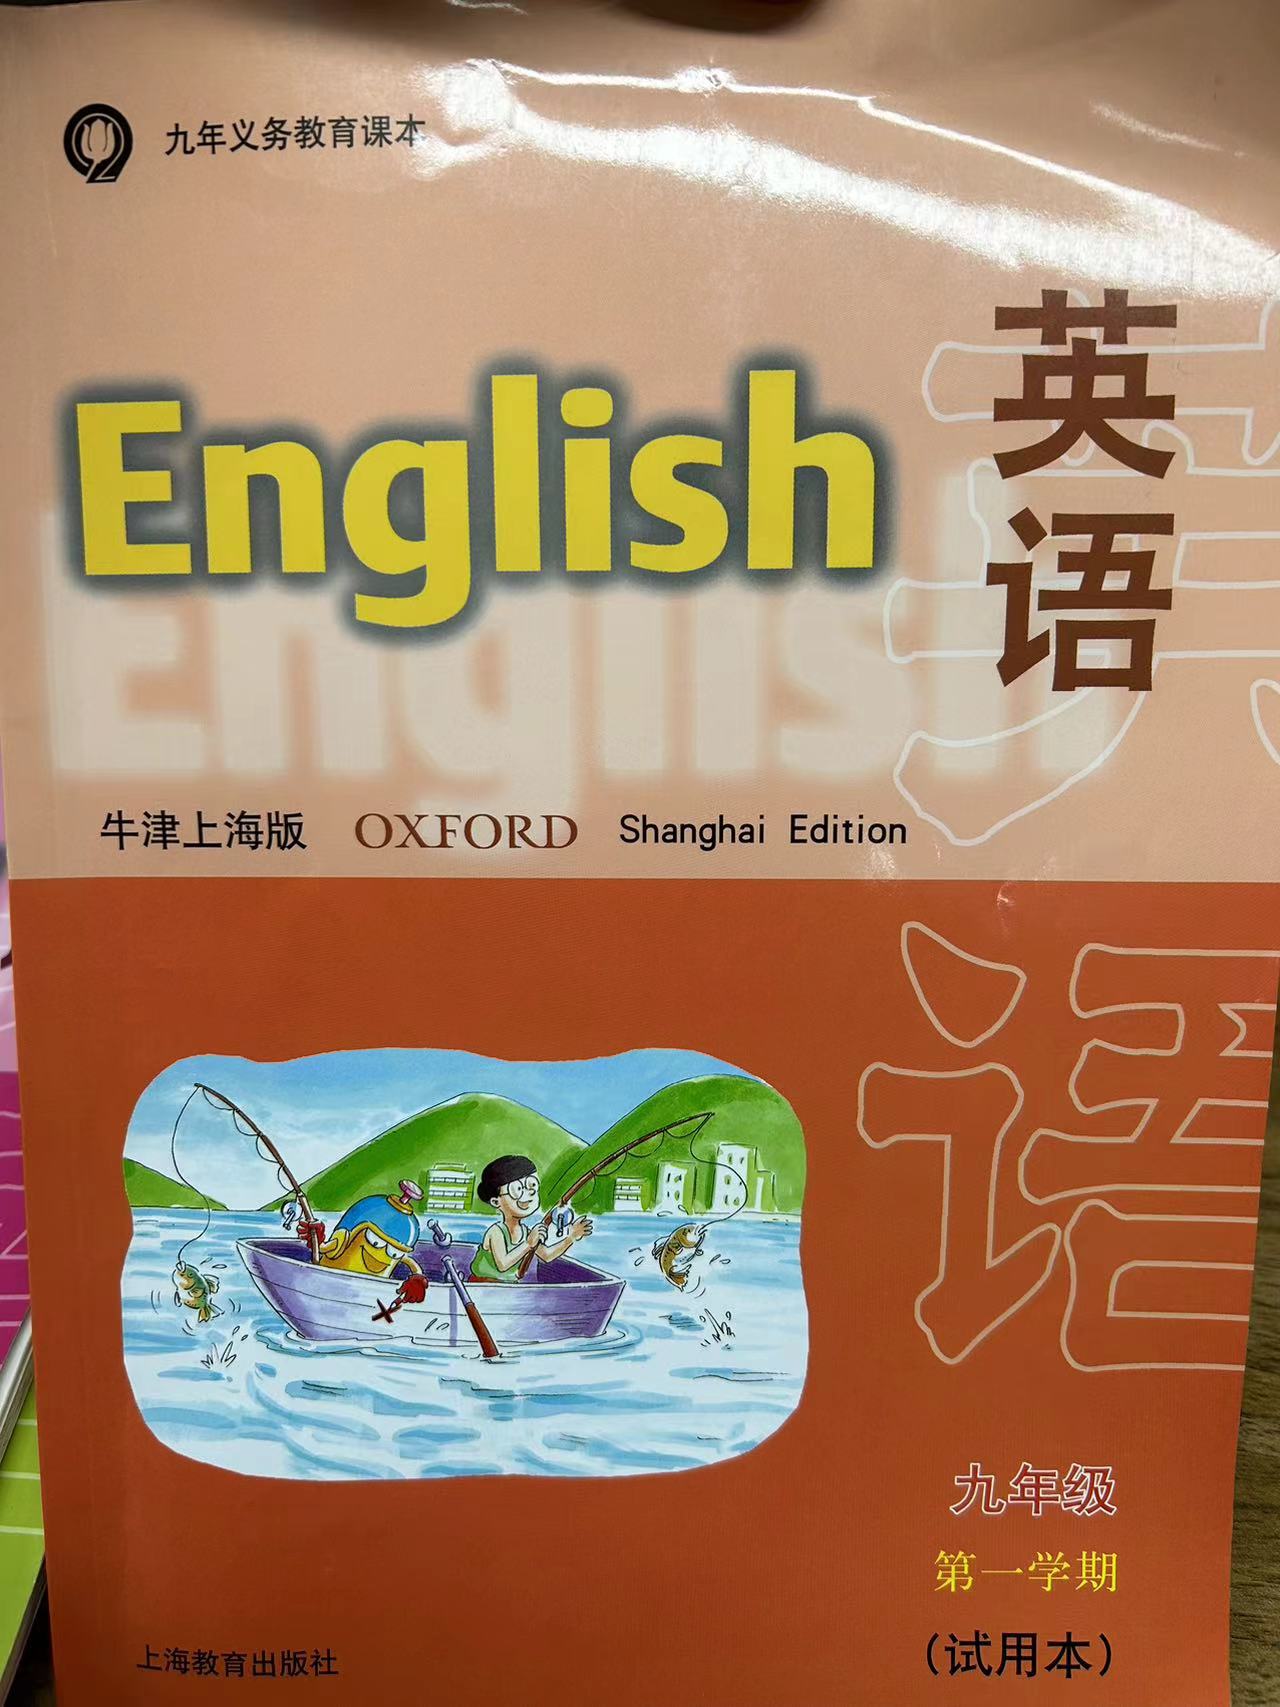 九年义务教育课本
English
英语
牛津上海版 OXFORD Shanghai Edition
九年级
第一学期
（试用本）
上海教育出版社